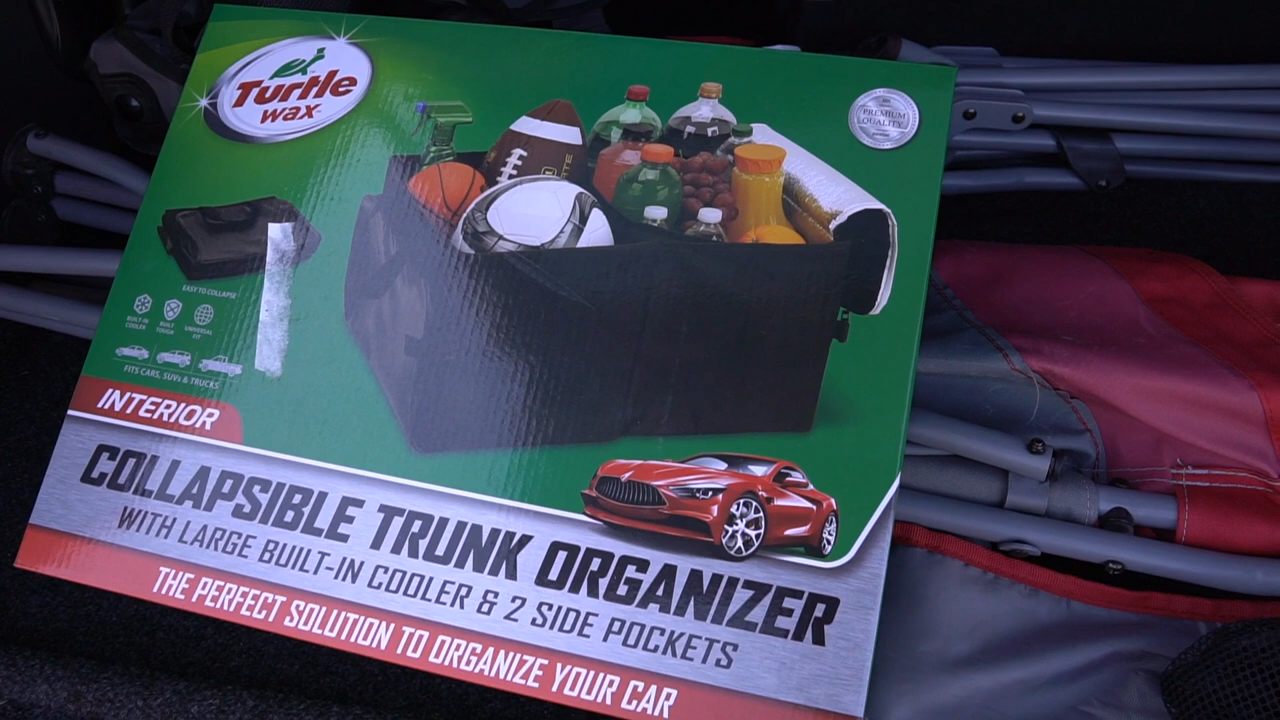 Turtle
wax
PREMIUM
QUALITY
EASY TO COLLAPSE
BUILT-IN
COOLER
BUILT
TOUGH
UNIVERSAL
FIT
FITS CARS, SUVs & TRUCKS
INTERIOR
COLLAPSIBLE TRUNK ORGANIZER
WITH LARGE BUILT-IN COOLER & 2 SIDE POCKETS
THE PERFECT SOLUTION TO ORGANIZE YOUR CAR